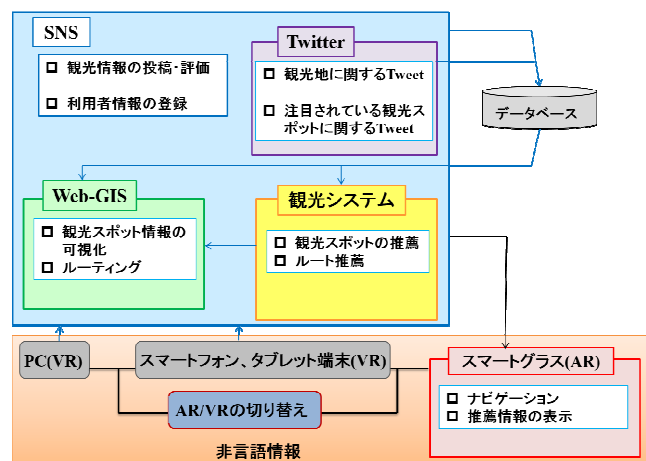 SNS
観光情報の投稿・評価
利用者情報の登録
Twitter
観光地に関するTweet
注目されている観光ス
ポットに関するTweet
データベース
Web-GIS
観光スポット情報の
可視化
ルーティング
観光システム
観光スポットの推薦
ルート推薦
PC(VR)
スマートフォン、タブレット端末(VR)
AR/VRの切り替え
スマートグラス(AR)
ナビゲーション
推薦情報の表示
非言語情報